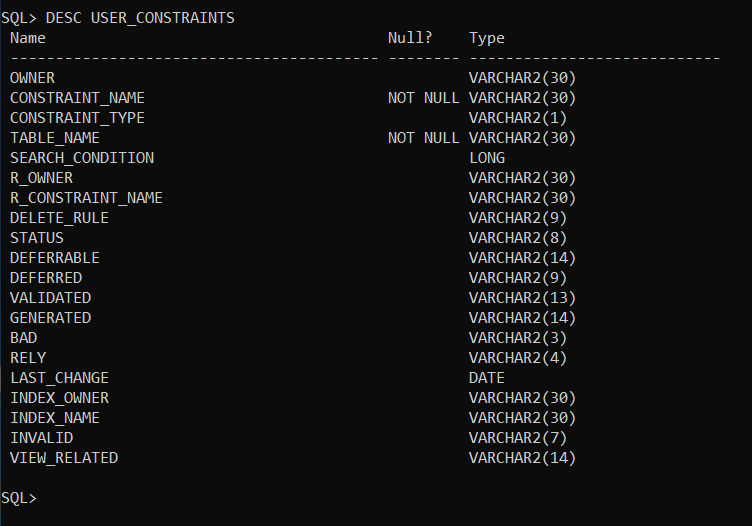 SQL> DESC USER_CONSTRAINTS
Name Null? Type
----------------------------------------- -------- ----------------------------
OWNER VARCHAR2(30)
CONSTRAINT_NAME NOT NULL VARCHAR2(30)
CONSTRAINT_TYPE VARCHAR2(1)
TABLE_NAME NOT NULL VARCHAR2(30)
SEARCH_CONDITION LONG
R_OWNER VARCHAR2(30)
R_CONSTRAINT_NAME VARCHAR2(30)
DELETE_RULE VARCHAR2(9)
STATUS VARCHAR2(8)
DEFERRABLE VARCHAR2(14)
DEFERRED VARCHAR2(9)
VALIDATED VARCHAR2(13)
GENERATED VARCHAR2(14)
BAD VARCHAR2(3)
RELY VARCHAR2(4)
LAST_CHANGE DATE
INDEX_OWNER VARCHAR2(30)
INDEX_NAME VARCHAR2(30)
INVALID VARCHAR2(7)
VIEW_RELATED VARCHAR2(14)
SQL>